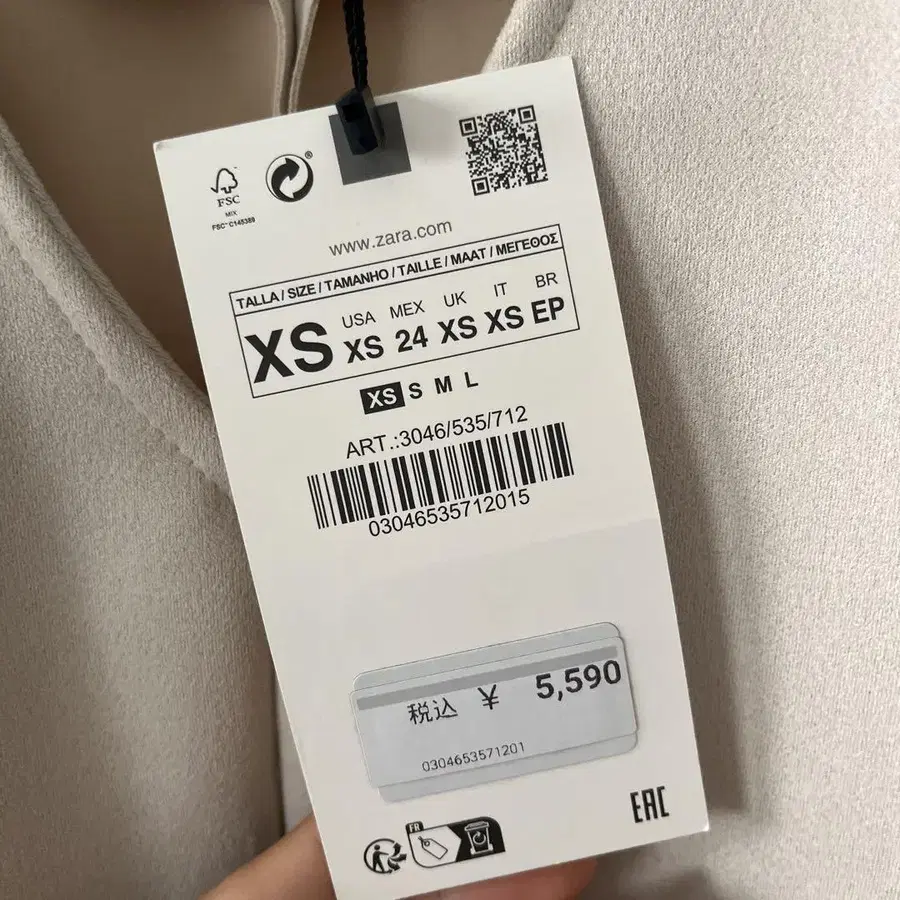 FSC
MIX
FSC™ C145389
®
www.zara.com
TALLA / SIZE / TAMANHO / TAILLE / MAAT / ΜΕΓΕΘΟΣ
XS
USA MEX UK IT BR
XS 24 XS XS EP
XS S M L
ART.:3046/535/712
03046535712015
税込 ¥ 5,590
0304653571201
FR
EAC